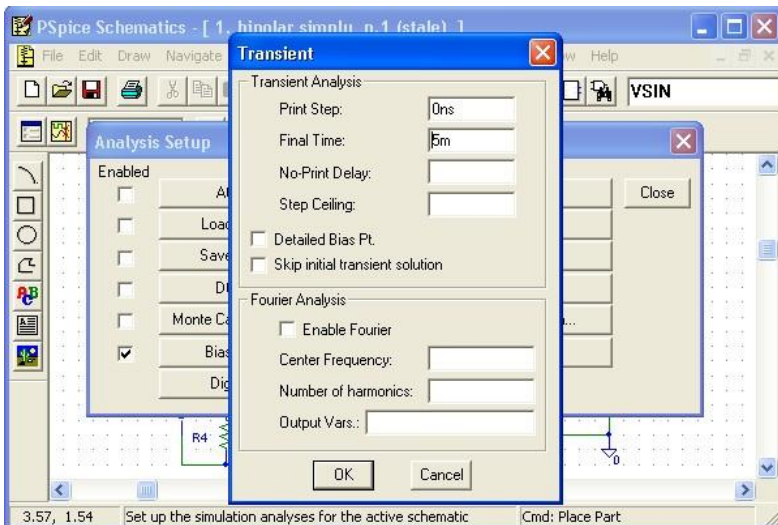 PSpice Schematics - [ 1. bipolar simplu p.1 (stale) ]
File Edit Draw Navigate Help
VSIN
Analysis Setup
Enabled
Close
Save
Monte
Bias
R4
0
Transient
Transient Analysis
Print Step: 0ns
Final Time: 5m
No-Print Delay:
Step Ceiling:
Detailed Bias Pt.
Skip initial transient solution
Fourier Analysis
Enable Fourier
Center Frequency:
Number of harmonics:
Output Vars.:
OK Cancel
3.57, 1.54 Set up the simulation analyses for the active schematic Cmd: Place Part